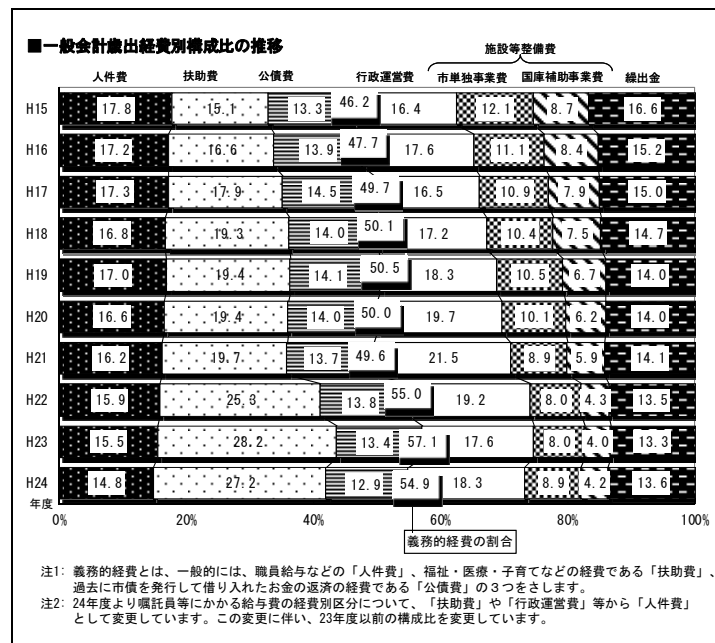 ■一般会計歳出経費別構成比の推移
施設等整備費
人件費 扶助費 公債費 行政運営費 市単独事業費 国庫補助事業費 繰出金
H15 17.8 15.1 13.3 46.2 16.4 12.1 8.7 16.6
H16 17.2 16.6 13.9 47.7 17.6 11.1 8.4 15.2
H17 17.3 17.9 14.5 49.7 16.5 10.9 7.9 15.0
H18 16.8 19.3 14.0 50.1 17.2 10.4 7.5 14.7
H19 17.0 19.4 14.1 50.5 18.3 10.5 6.7 14.0
H20 16.6 19.4 14.0 50.0 19.7 10.1 6.2 14.0
H21 16.2 19.7 13.7 49.6 21.5 8.9 5.9 14.1
H22 15.9 25.3 13.8 55.0 19.2 8.0 4.3 13.5
H23 15.5 28.2 13.4 57.1 17.6 8.0 4.0 13.3
H24 14.8 27.2 12.9 54.9 18.3 8.9 4.2 13.6
年度
0% 20% 40% 60% 80% 100%
義務的経費の割合
注1: 義務的経費とは、一般的には、職員給与などの「人件費」、福祉・医療・子育てなどの経費である「扶助費」、
過去に市債を発行して借り入れたお金の返済の経費である「公債費」の３つをさします。
注2: 24年度より嘱託員等にかかる給与費の経費別区分について、「扶助費」や「行政運営費」等から「人件費」
として変更しています。この変更に伴い、23年度以前の構成比を変更しています。